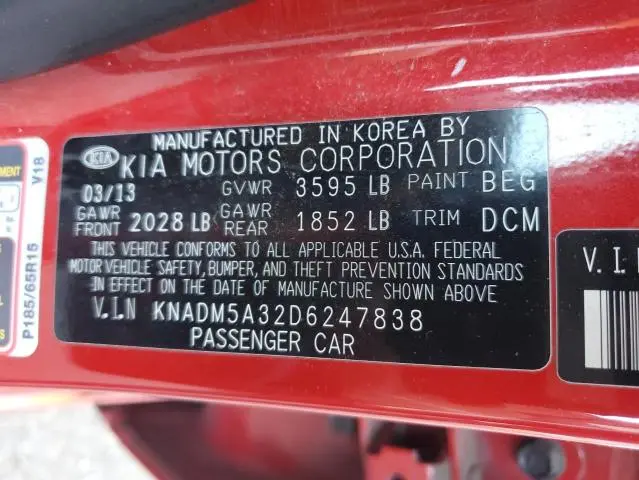 MANUFACTURED IN KOREA BY
KIA KIA MOTORS CORPORATION
03/13 GVWR 3595 LB PAINT BEG
GAWR FRONT 2028 LB GAWR REAR 1852 LB TRIM DCM
THIS VEHICLE CONFORMS TO ALL APPLICABLE U.S.A. FEDERAL
MOTOR VEHICLE SAFETY, BUMPER, AND THEFT PREVENTION STANDARDS
IN EFFECT ON THE DATE OF MANUFACTURE SHOWN ABOVE
V.I.N KNADM5A32D6247838
PASSENGER CAR
V18
P185/65R15
V. I.